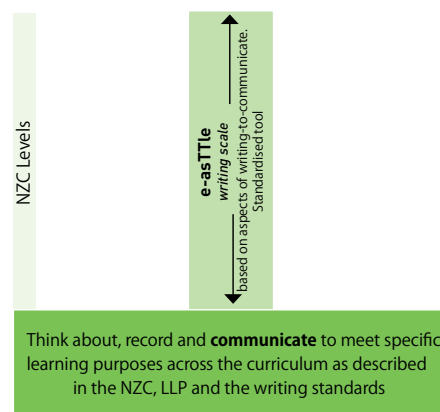 NZC Levels
e-asTTle
writing scale
based on aspects of writing-to-communicate.
Standardised tool
Think about, record and communicate to meet specific
learning purposes across the curriculum as described
in the NZC, LLP and the writing standards